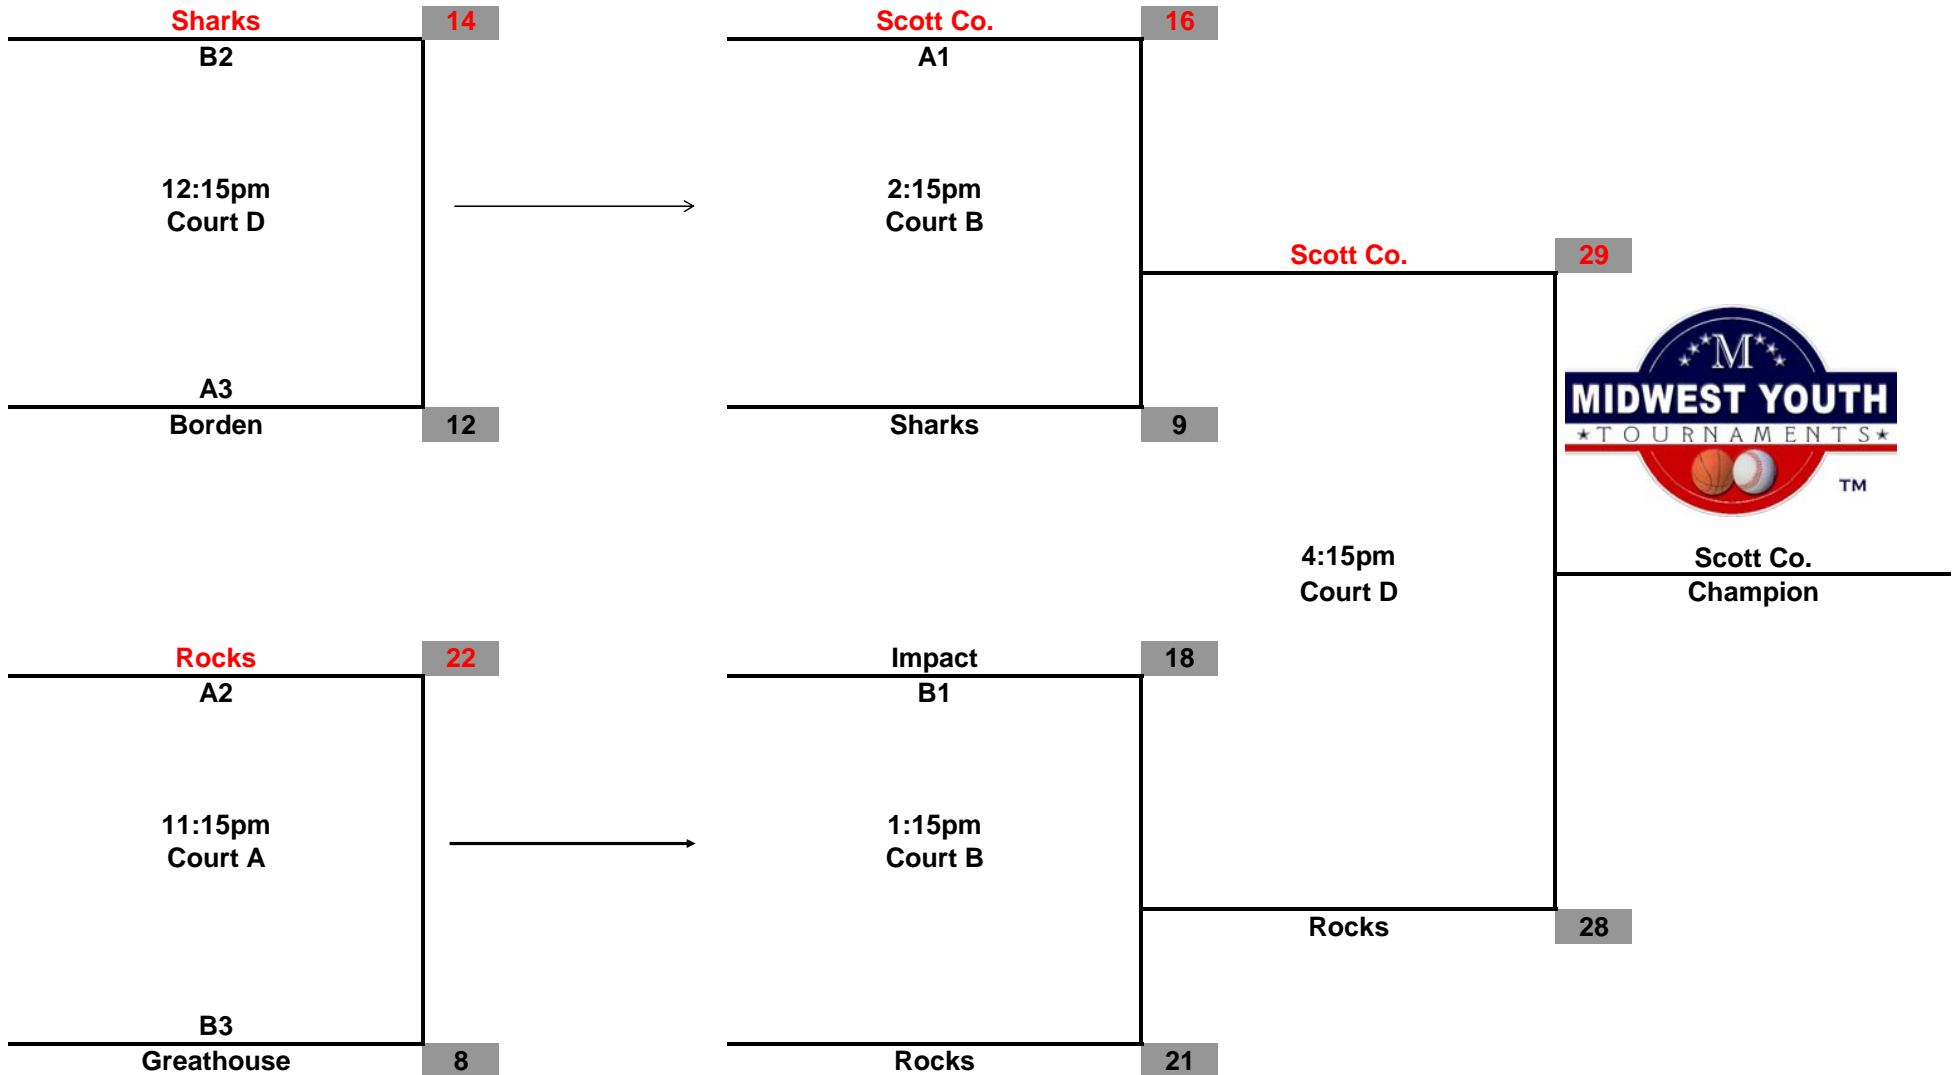 Sharks 14
B2
12:15pm
Court D
A3
Borden 12
Scott Co. 16
A1
2:15pm
Court B
Sharks 9
Scott Co. 29
M
MIDWEST YOUTH
TOURNAMENTS
TM
4:15pm
Court D
Scott Co.
Champion
Rocks 22
A2
11:15pm
Court A
B3
Greathouse 8
Impact 18
B1
1:15pm
Court B
Rocks 21
Rocks 28